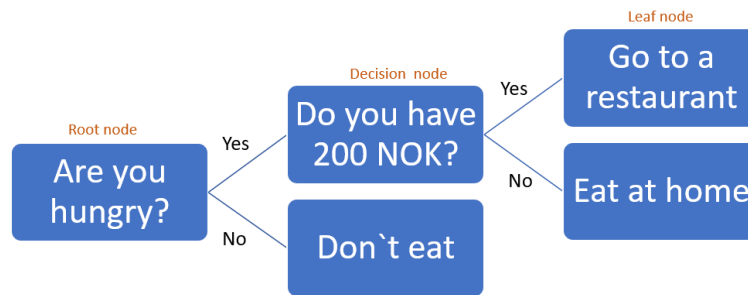 Root node
Are you
hungry?
Yes
No
Decision node
Do you have
200 NOK?
Don`t eat
Yes
No
Leaf node
Go to a
restaurant
Eat at home